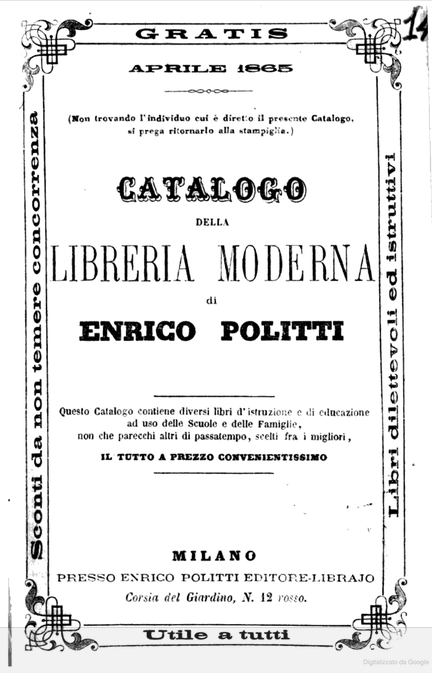 GRATIS
14
APRILE 1865
(Non trovando l'individuo cui è diretto il presente Catalogo,
si prega ritornarlo alla stampiglia.)
CATALOGO
DELLA
LIBRERIA MODERNA
di
ENRICO POLITTI
Questo Catalogo contiene diversi libri d'istruzione e di educazione
ad uso delle Scuole e delle Famiglie,
non che parecchi altri di passatempo, scelti fra i migliori,
IL TUTTO A PREZZO CONVENIENTISSIMO
MILANO
PRESSO ENRICO POLITTI EDITORE-LIBRAJO
Corsia del Giardino, N. 12 rosso.
Utile a tutti
Sconti da non temere concorrenza
Libri dilettevoli ed istruttivi
Digitalizzato da Google